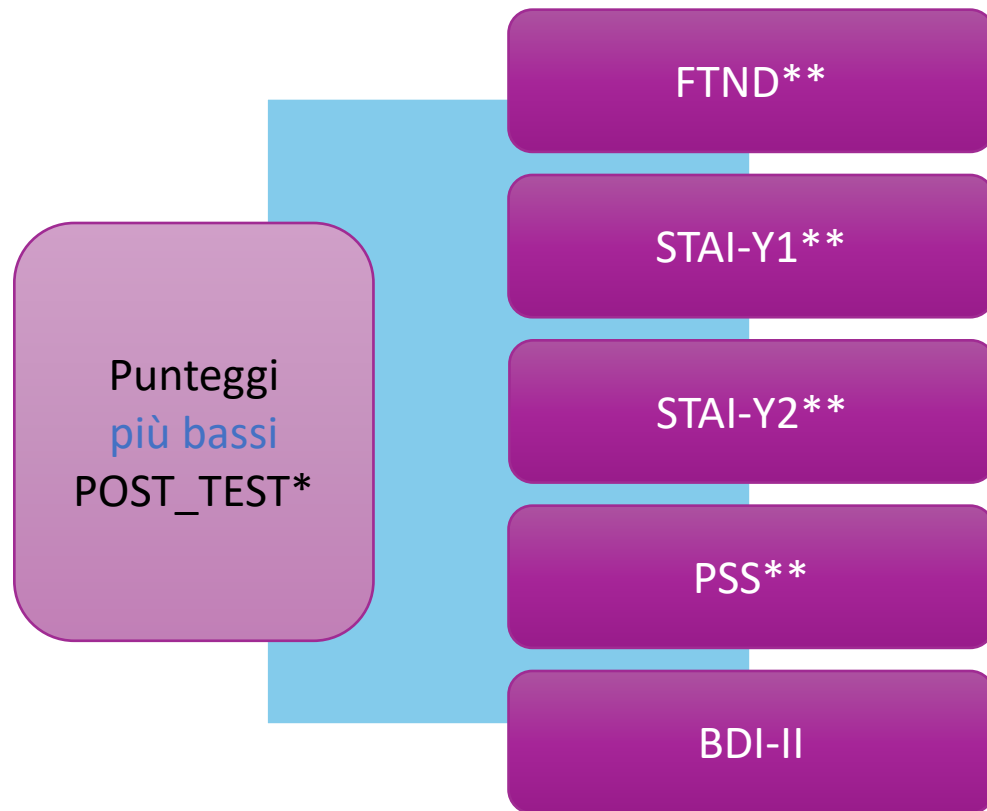 Punteggi
più bassi
POST_TEST*
FTND**
STAI-Y1**
STAI-Y2**
PSS**
BDI-II